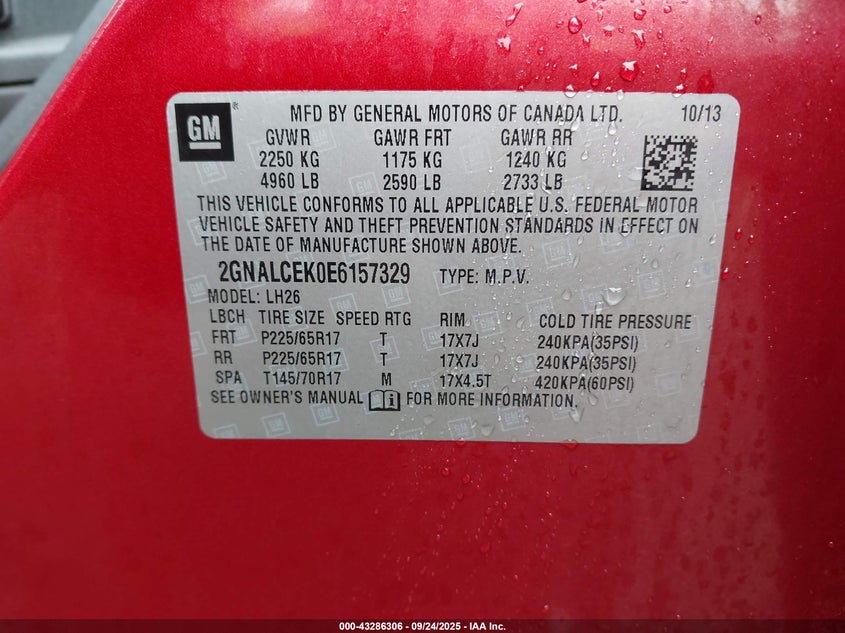 GM ® MFD BY GENERAL MOTORS OF CANADA LTD. 10/13
GVWR GAWR FRT GAWR RR
2250 KG 1175 KG 1240 KG
4960 LB 2590 LB 2733 LB
THIS VEHICLE CONFORMS TO ALL APPLICABLE U.S. FEDERAL MOTOR
VEHICLE SAFETY AND THEFT PREVENTION STANDARDS IN EFFECT ON
THE DATE OF MANUFACTURE SHOWN ABOVE.
2GNALCEK0E6157329 TYPE: M.P.V.
MODEL: LH26
LBCH TIRE SIZE SPEED RTG RIM COLD TIRE PRESSURE
FRT P225/65R17 T 17X7J 240KPA(35PSI)
RR P225/65R17 T 17X7J 240KPA(35PSI)
SPA T145/70R17 M 17X4.5T 420KPA(60PSI)
SEE OWNER'S MANUAL i FOR MORE INFORMATION.
000-43286306 - 09/24/2025 - IAA Inc.